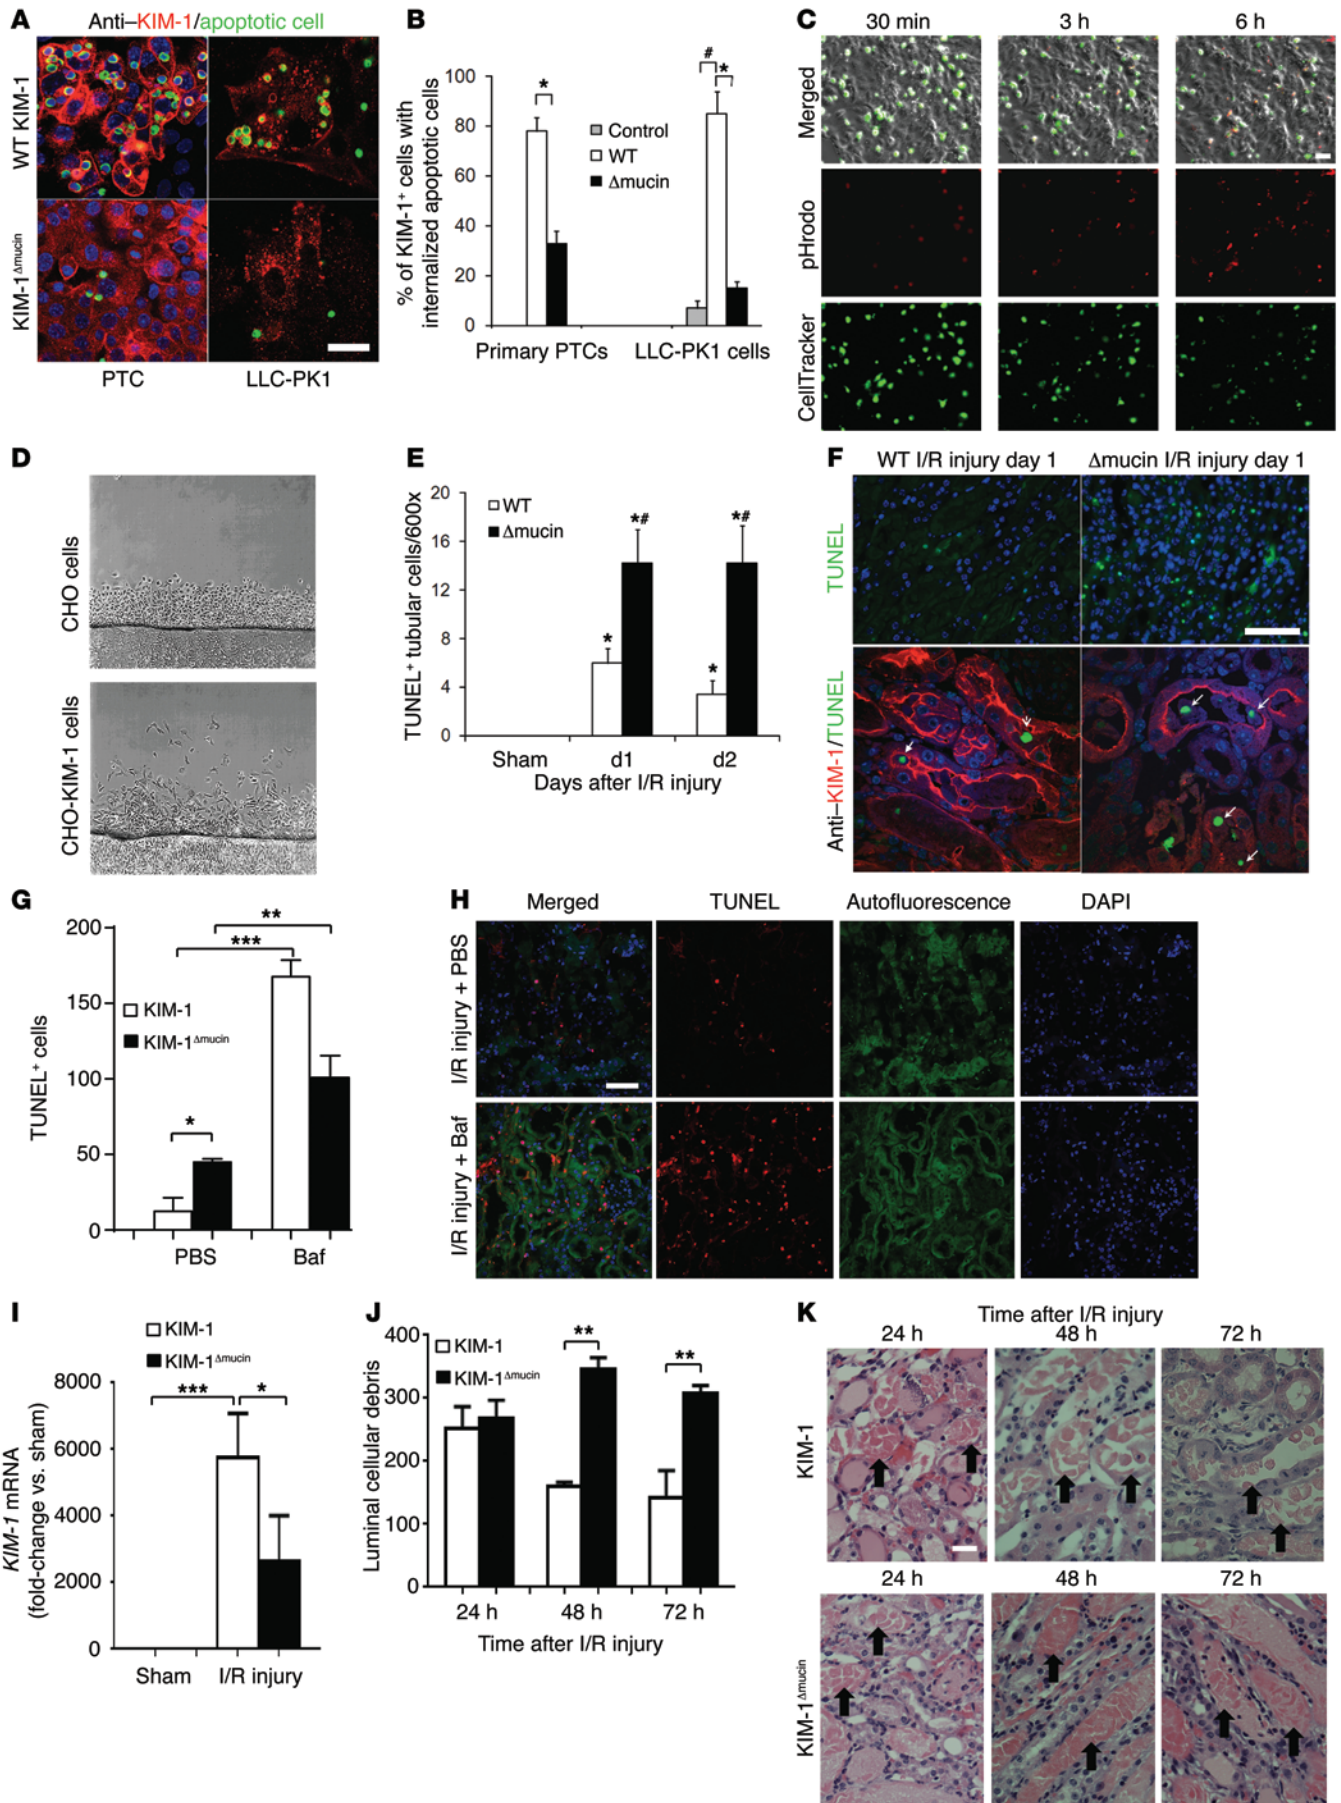 A
Anti–KIM-1/apoptotic cell
WT KIM-1
KIM-1Δmucin
PTC
LLC-PK1
B
% of KIM-1+ cells with
internalized apoptotic cells
100
80
60
40
20
0
*
#
*
Control
WT
Δmucin
Primary PTCs
LLC-PK1 cells
C
30 min
3 h
6 h
Merged
pHrodo
CellTracker
D
CHO cells
CHO-KIM-1 cells
E
TUNEL+ tubular cells/600x
20
16
12
8
4
0
WT
Δmucin
*
*#
*
*#
Sham
d1
d2
Days after I/R injury
F
WT I/R injury day 1
Δmucin I/R injury day 1
TUNEL
Anti–KIM-1/TUNEL
G
TUNEL+ cells
200
150
100
50
0
**
***
*
KIM-1
KIM-1Δmucin
PBS
Baf
H
Merged
TUNEL
Autofluorescence
DAPI
I/R injury + PBS
I/R injury + Baf
I
KIM-1
KIM-1Δmucin
KIM-1 mRNA
(fold-change vs. sham)
8000
6000
4000
2000
0
***
*
Sham
I/R injury
J
Luminal cellular debris
400
300
200
100
0
KIM-1
KIM-1Δmucin
**
**
24 h
48 h
72 h
Time after I/R injury
K
Time after I/R injury
24 h
48 h
72 h
KIM-1
24 h
48 h
72 h
KIM-1Δmucin